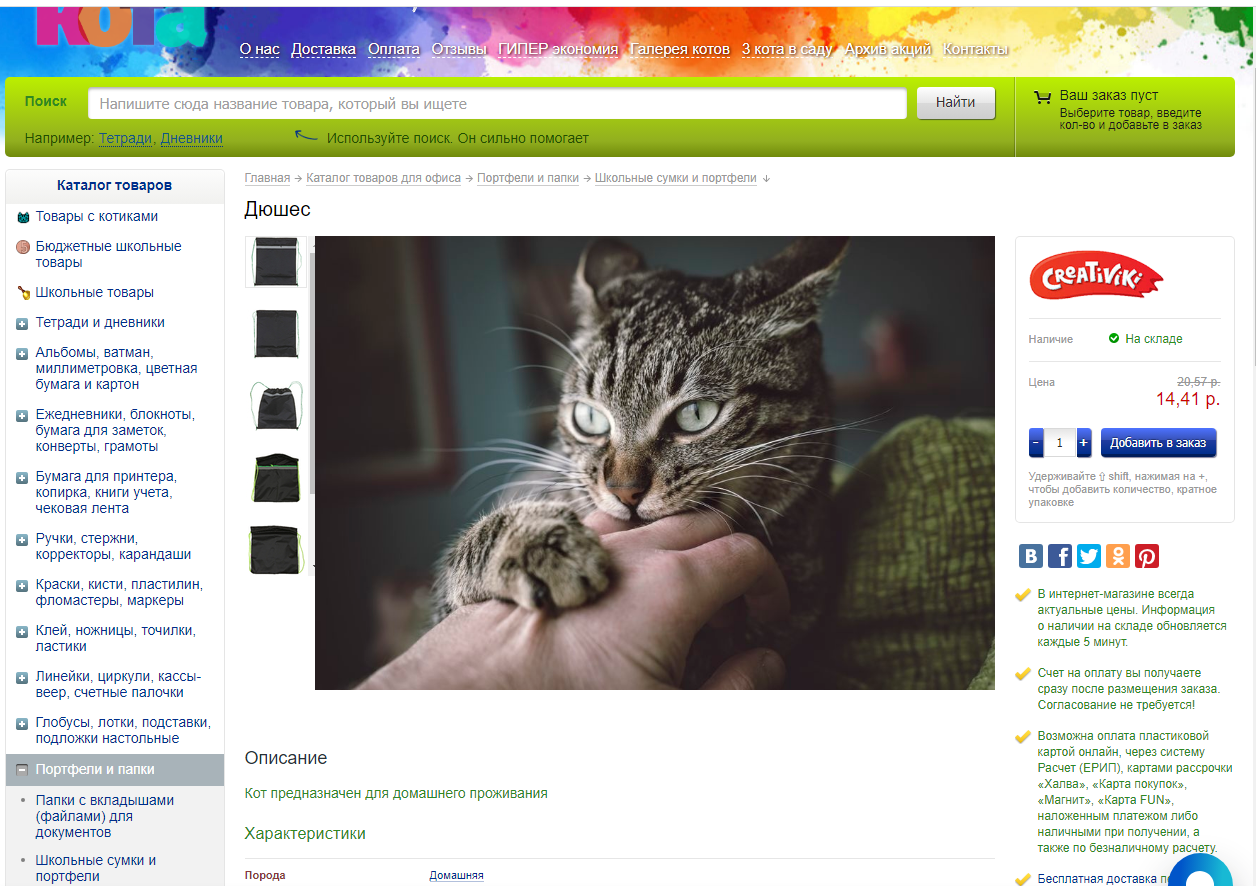 кота
О нас Доставка Оплата Отзывы ГИПЕР экономия Галерея котов 3 кота в саду Архив акций Контакты
Поиск
Напишите сюда название товара, который вы ищете
Найти
Например: Тетради, Дневники
Используйте поиск. Он сильно помогает
Ваш заказ пуст
Выберите товар, введите
кол-во и добавьте в заказ
Каталог товаров
Товары с котиками
Бюджетные школьные
товары
Школьные товары
Тетради и дневники
Альбомы, ватман,
миллиметровка, цветная
бумага и картон
Ежедневники, блокноты,
бумага для заметок,
конверты, грамоты
Бумага для принтера,
копирка, книги учета,
чековая лента
Ручки, стержни,
корректоры, карандаши
Краски, кисти, пластилин,
фломастеры, маркеры
Клей, ножницы, точилки,
ластики
Линейки, циркули, кассы-
веер, счетные палочки
Глобусы, лотки, подставки,
подложки настольные
Портфели и папки
Папки с вкладышами
(файлами) для
документов
Школьные сумки и
портфели
Главная → Каталог товаров для офиса → Портфели и папки → Школьные сумки и портфели ↓
Дюшес
Описание
Кот предназначен для домашнего проживания
Характеристики
Порода Домашняя
CREATIVIKI
Наличие На складе
Цена 20,57 р.
14,41 р.
- 1 + Добавить в заказ
Удерживайте ⇧ shift, нажимая на +,
чтобы добавить количество, кратное
упаковке
В интернет-магазине всегда
актуальные цены. Информация
о наличии на складе обновляется
каждые 5 минут.
Счет на оплату вы получаете
сразу после размещения заказа.
Согласование не требуется!
Возможна оплата пластиковой
картой онлайн, через систему
Расчет (ЕРИП), картами рассрочки
«Халва», «Карта покупок»,
«Магнит», «Карта FUN»,
наложенным платежом либо
наличными при получении, а
также по безналичному расчету.
Бесплатная доставка